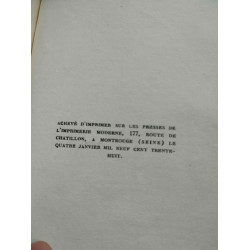 ACHEVÉ D'IMPRIMER SUR LES PRESSES DE
L'IMPRIMERIE MODERNE, 177, ROUTE DE
CHATILLON, A MONTROUGE (SEINE) LE
QUATRE JANVIER MIL NEUF CENT TRENTE-
HUIT.